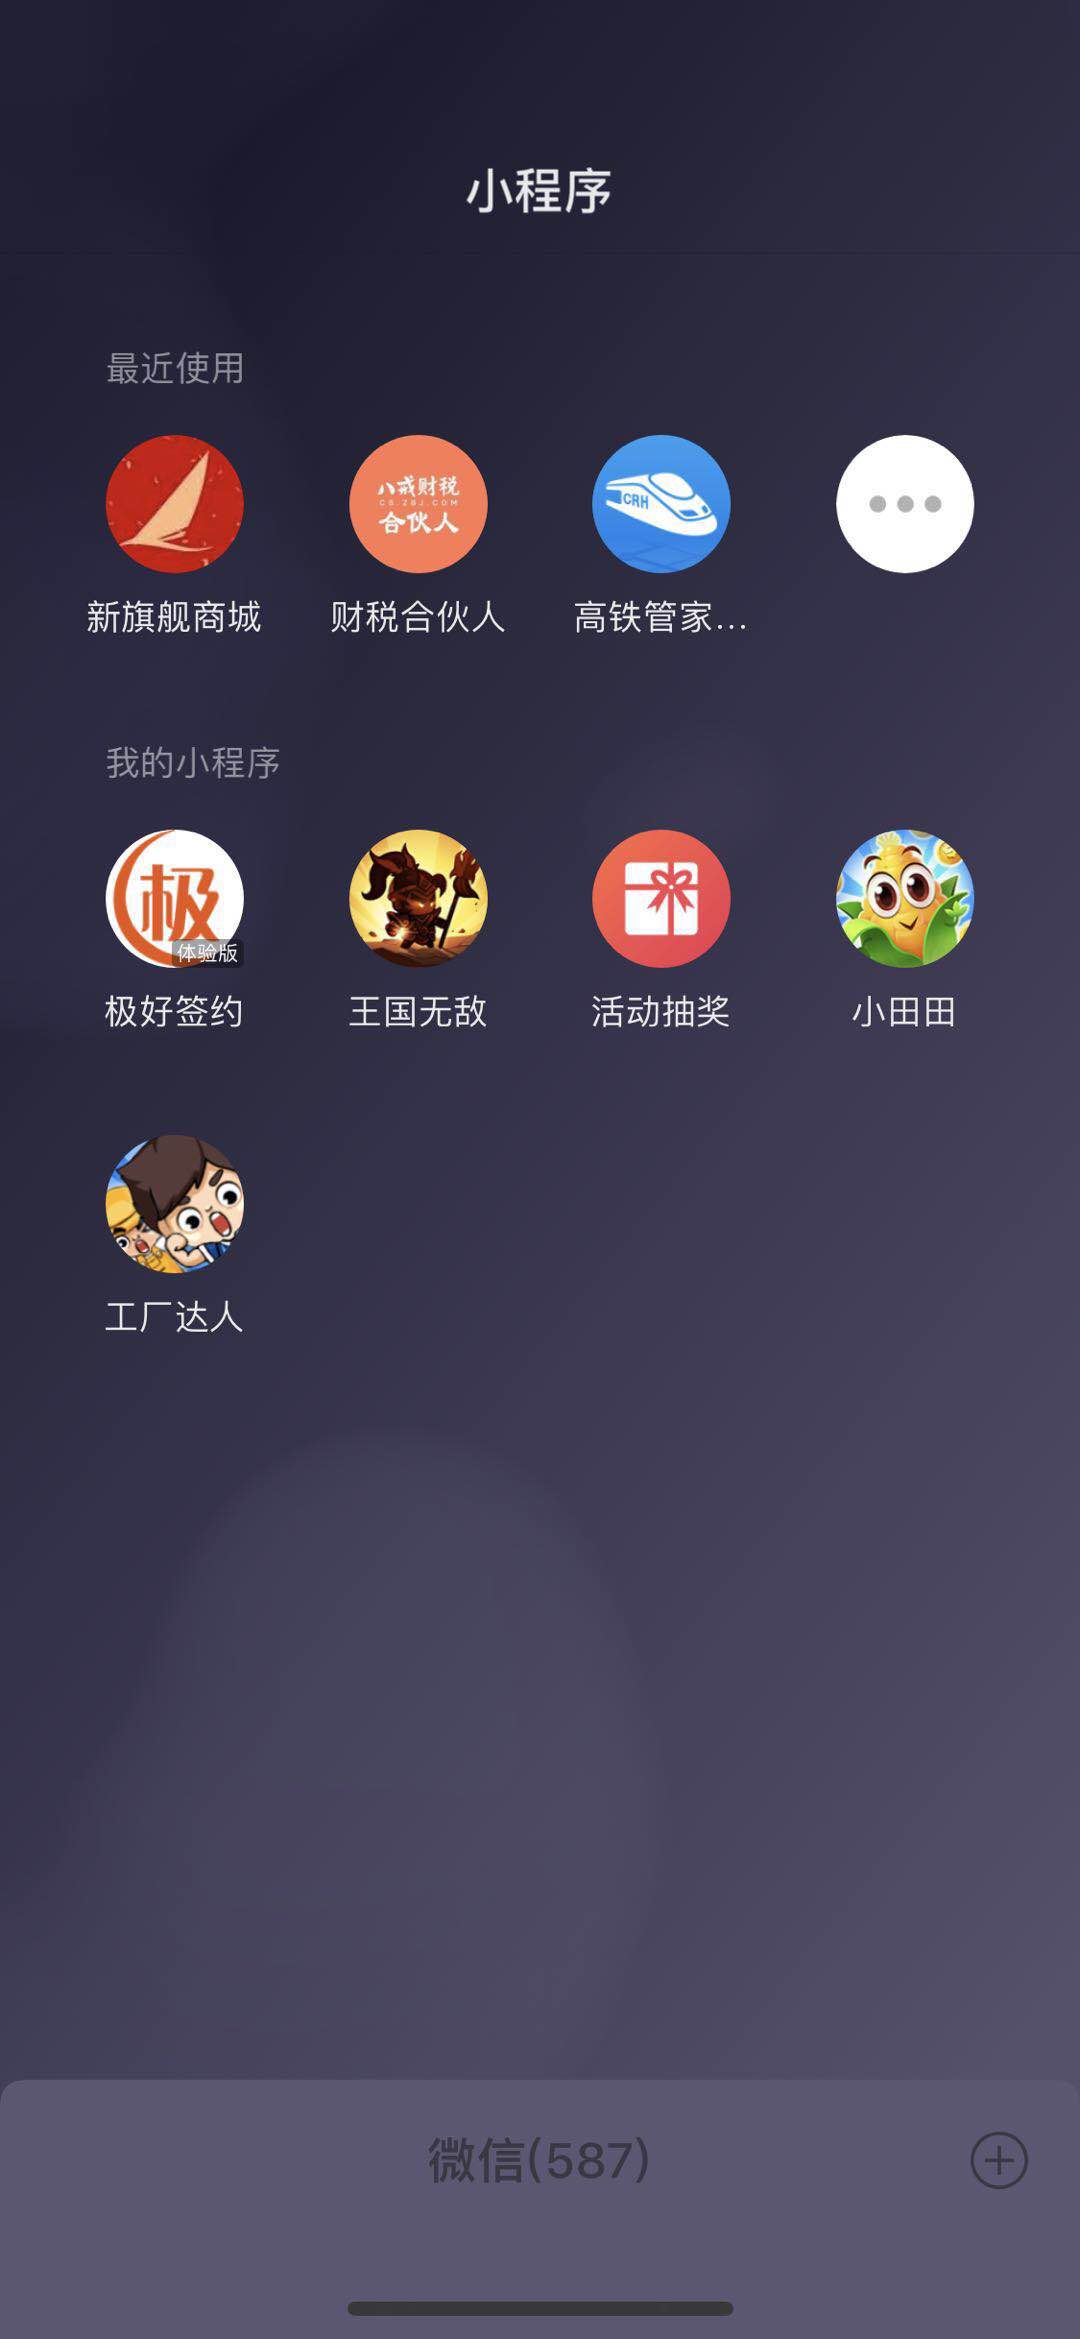 小程序
最近使用
八戒财税
CS.ZBJ.COM
合伙人
CRH
新旗舰商城
财税合伙人
高铁管家...
我的小程序
极
体验版
极好签约
王国无敌
活动抽奖
小田田
工厂达人
微信(587)